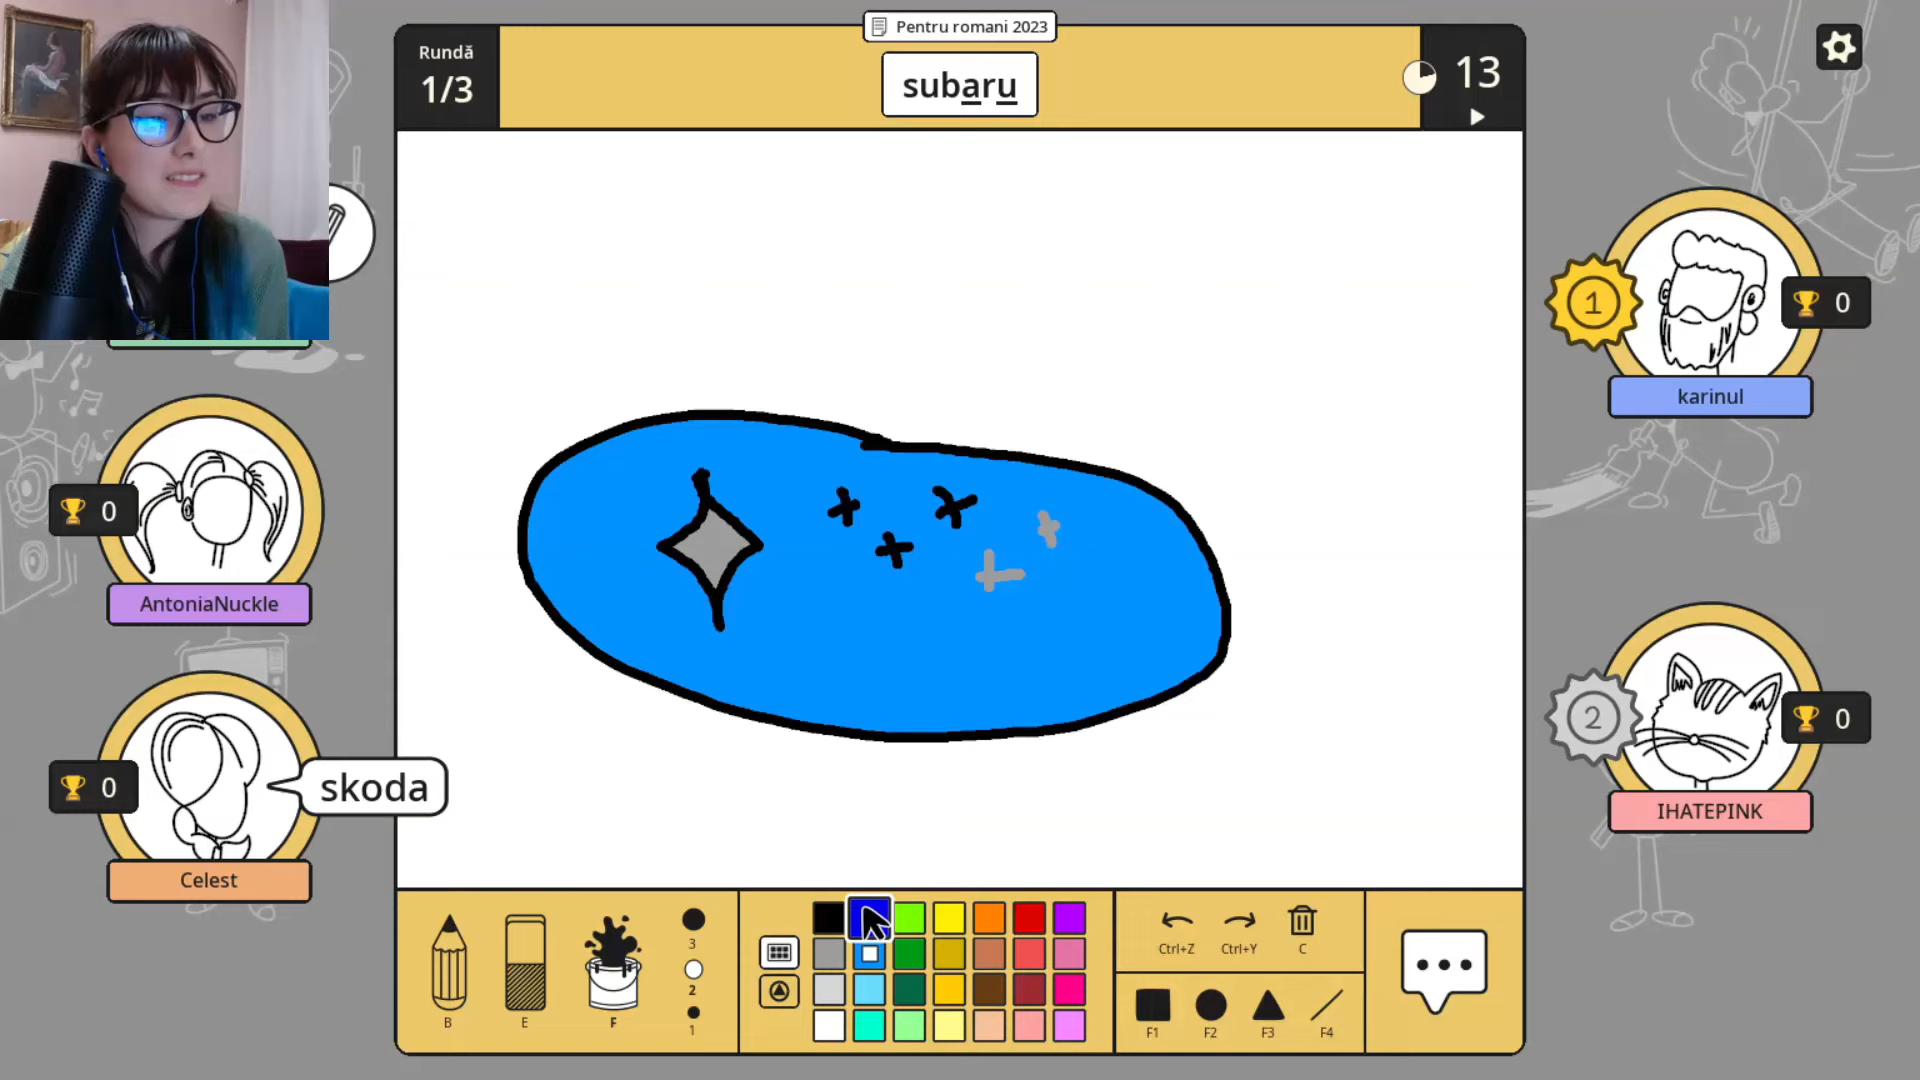 Pentru romani 2023
Rundă
1/3
subaru
13
1
0
karinul
0
AntoniaNuckle
0
skoda
Celest
2
0
IHATEPINK
B
E
F
3
2
1
Ctrl+Z
Ctrl+Y
C
F1
F2
F3
F4